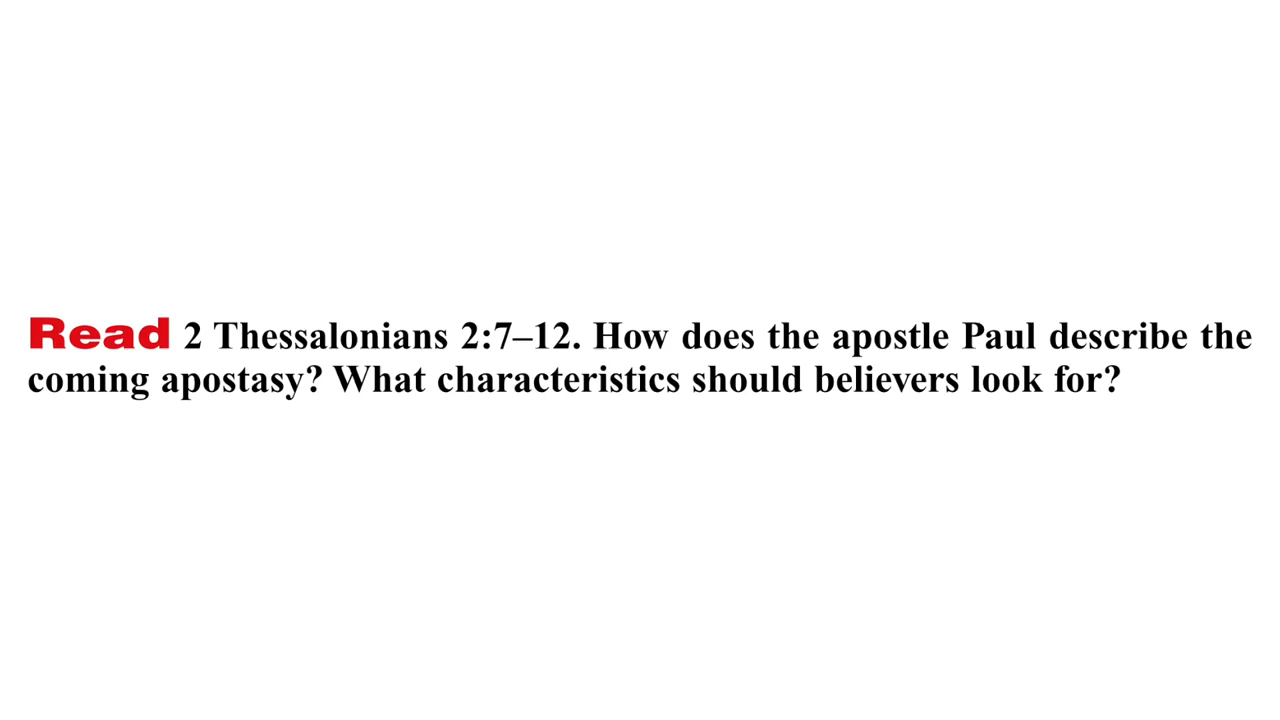 Read 2 Thessalonians 2:7–12. How does the apostle Paul describe the
coming apostasy? What characteristics should believers look for?